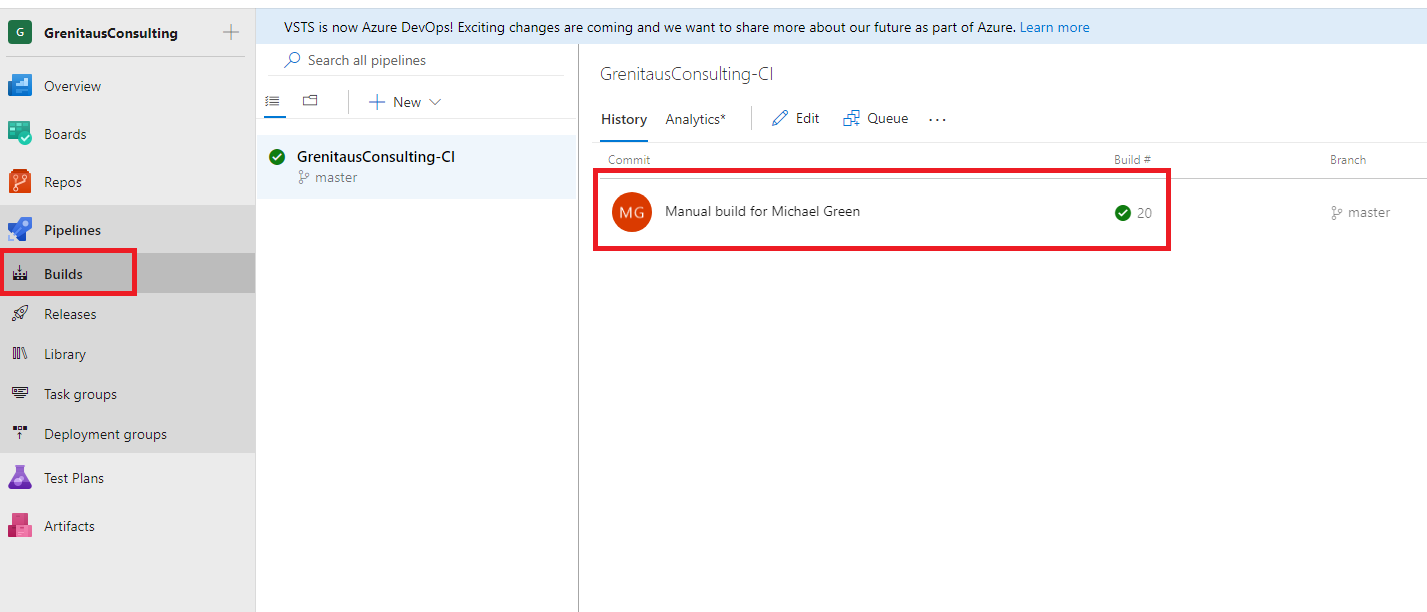 G GrenitausConsulting
Overview
Boards
Repos
Pipelines
Builds
Releases
Library
Task groups
Deployment groups
Test Plans
Artifacts
VSTS is now Azure DevOps! Exciting changes are coming and we want to share more about our future as part of Azure. Learn more
Search all pipelines
New
GrenitausConsulting-CI
master
GrenitausConsulting-CI
History Analytics* Edit Queue ...
Commit Build # Branch
MG Manual build for Michael Green 20 master